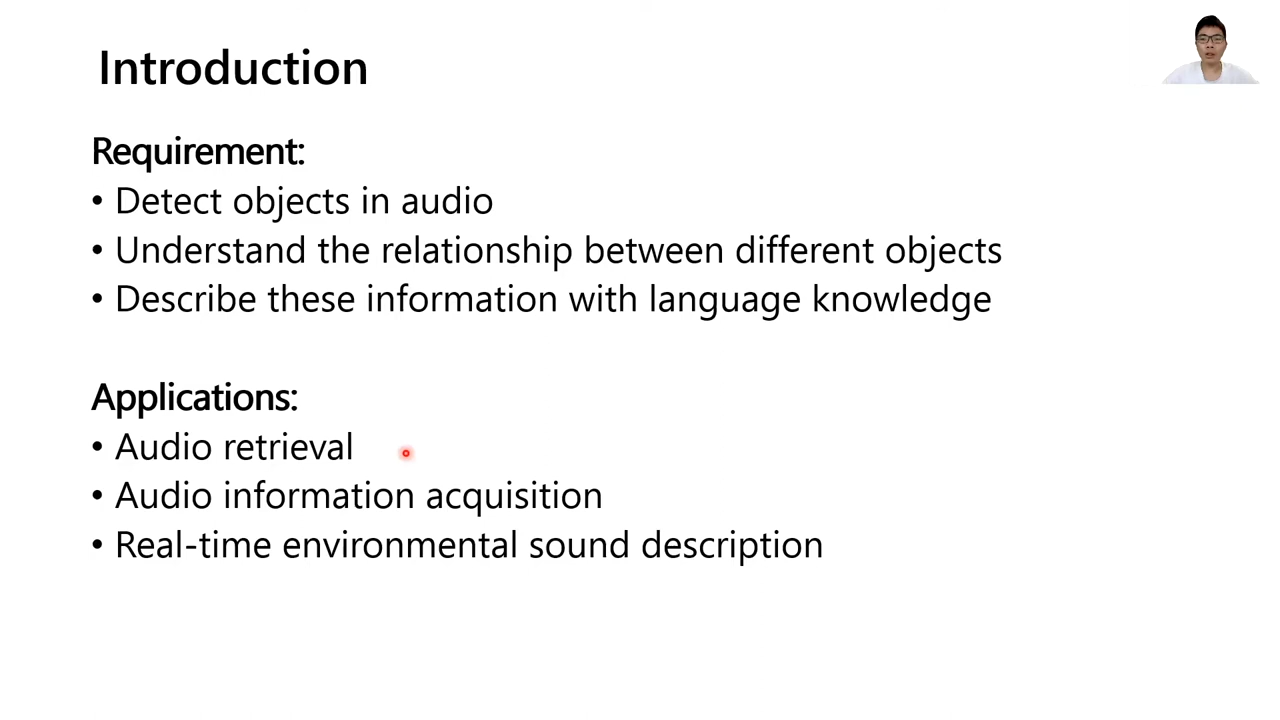 Introduction
Requirement:
• Detect objects in audio
• Understand the relationship between different objects
• Describe these information with language knowledge
Applications:
• Audio retrieval
• Audio information acquisition
• Real-time environmental sound description